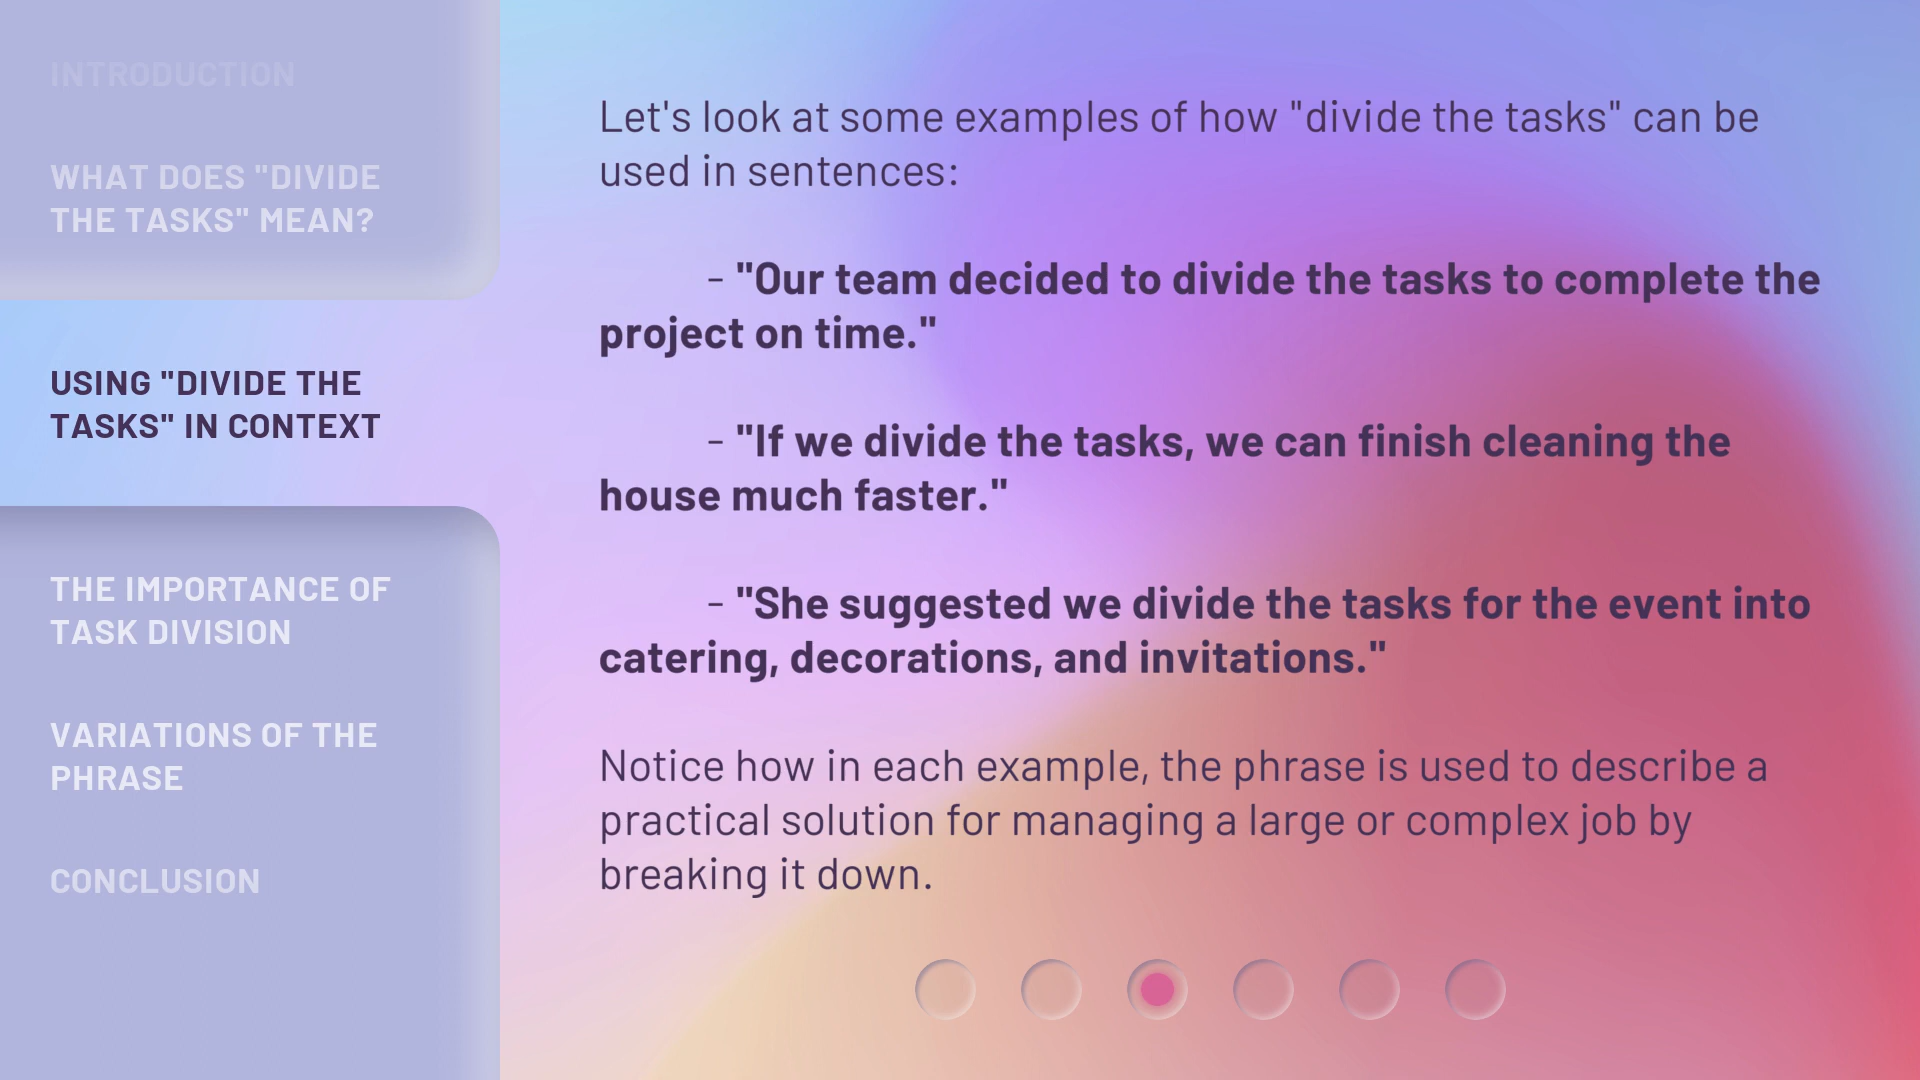 INTRODUCTION
WHAT DOES "DIVIDE
THE TASKS" MEAN?
USING "DIVIDE THE
TASKS" IN CONTEXT
THE IMPORTANCE OF
TASK DIVISION
VARIATIONS OF THE
PHRASE
CONCLUSION
Let's look at some examples of how "divide the tasks" can be
used in sentences:
- "Our team decided to divide the tasks to complete the
project on time."
- "If we divide the tasks, we can finish cleaning the
house much faster."
- "She suggested we divide the tasks for the event into
catering, decorations, and invitations."
Notice how in each example, the phrase is used to describe a
practical solution for managing a large or complex job by
breaking it down.